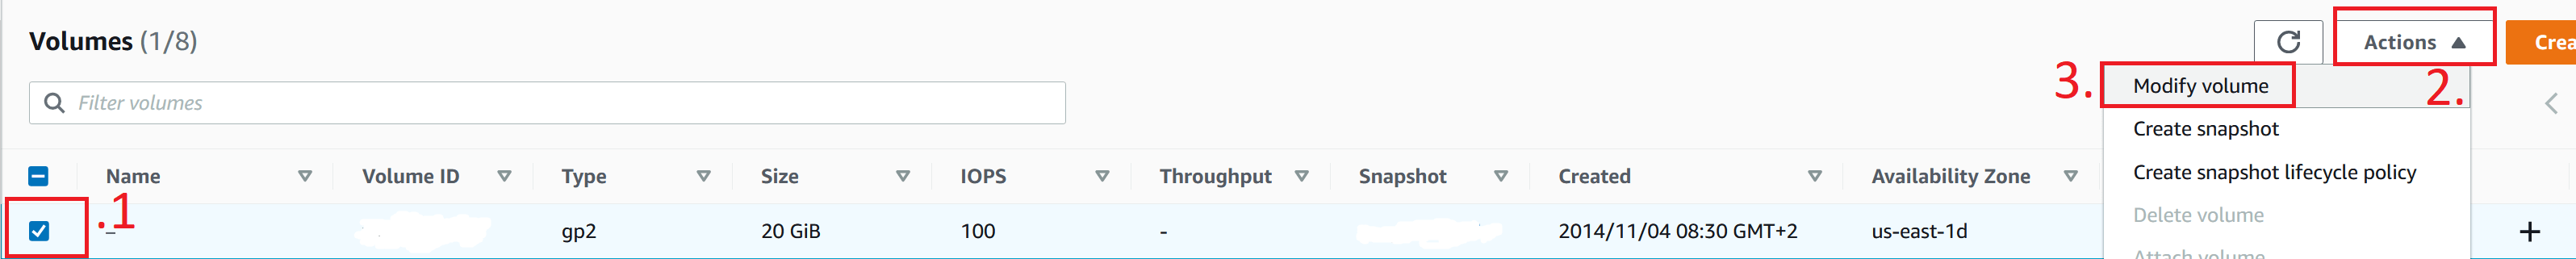 Volumes (1/8)
Actions
Crea
Filter volumes
3.
Modify volume
2.
Create snapshot
Create snapshot lifecycle policy
Delete volume
Attach volume
Name Volume ID Type Size IOPS Throughput Snapshot Created Availability Zone
.1
– gp2 20 GiB 100 - 2014/11/04 08:30 GMT+2 us-east-1d